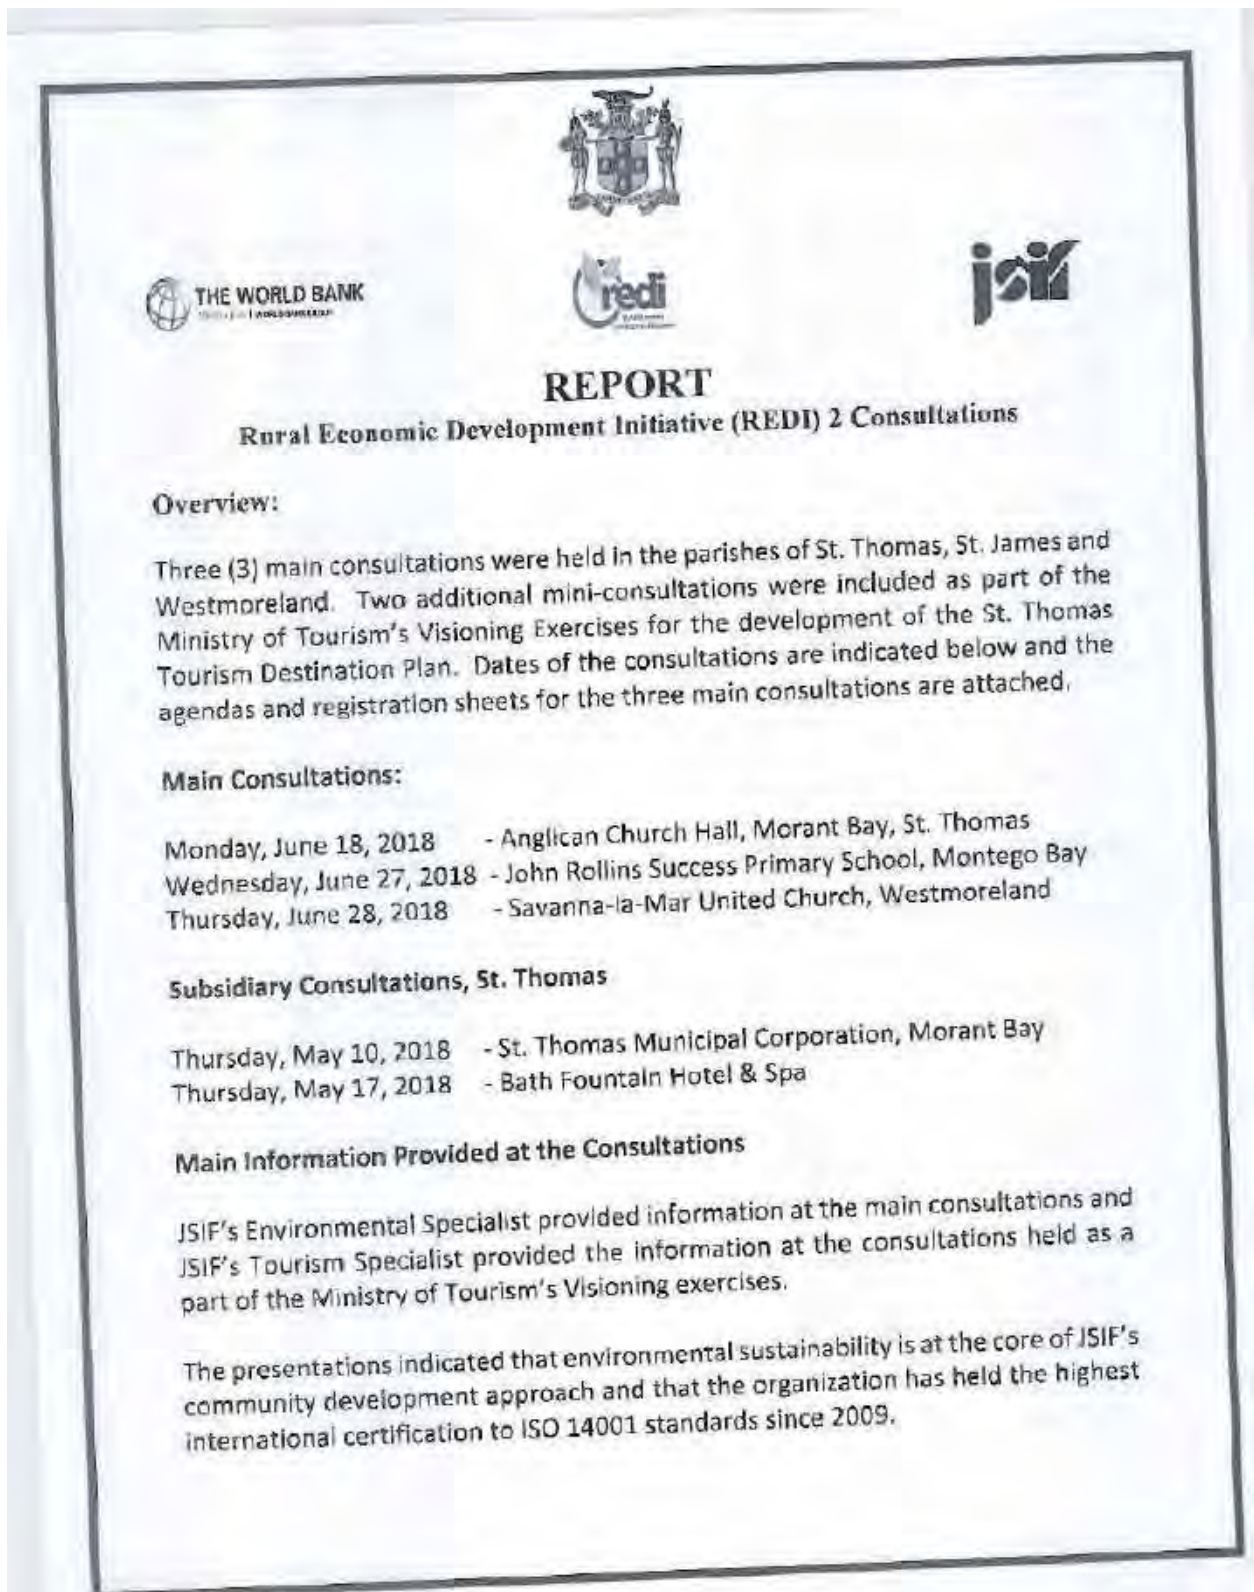 THE WORLD BANK
redi
jsif
REPORT
Rural Economic Development Initiative (REDI) 2 Consultations
Overview:
Three (3) main consultations were held in the parishes of St. Thomas, St. James and
Westmoreland. Two additional mini-consultations were included as part of the
Ministry of Tourism's Visioning Exercises for the development of the St. Thomas
Tourism Destination Plan. Dates of the consultations are indicated below and the
agendas and registration sheets for the three main consultations are attached.
Main Consultations:
Monday, June 18, 2018 - Anglican Church Hall, Morant Bay, St. Thomas
Wednesday, June 27, 2018 - John Rollins Success Primary School, Montego Bay
Thursday, June 28, 2018 - Savanna-la-Mar United Church, Westmoreland
Subsidiary Consultations, St. Thomas
Thursday, May 10, 2018 - St. Thomas Municipal Corporation, Morant Bay
Thursday, May 17, 2018 - Bath Fountain Hotel & Spa
Main Information Provided at the Consultations
JSIF's Environmental Specialist provided information at the main consultations and
JSIF's Tourism Specialist provided the information at the consultations held as a
part of the Ministry of Tourism's Visioning exercises.
The presentations indicated that environmental sustainability is at the core of JSIF's
community development approach and that the organization has held the highest
international certification to ISO 14001 standards since 2009.